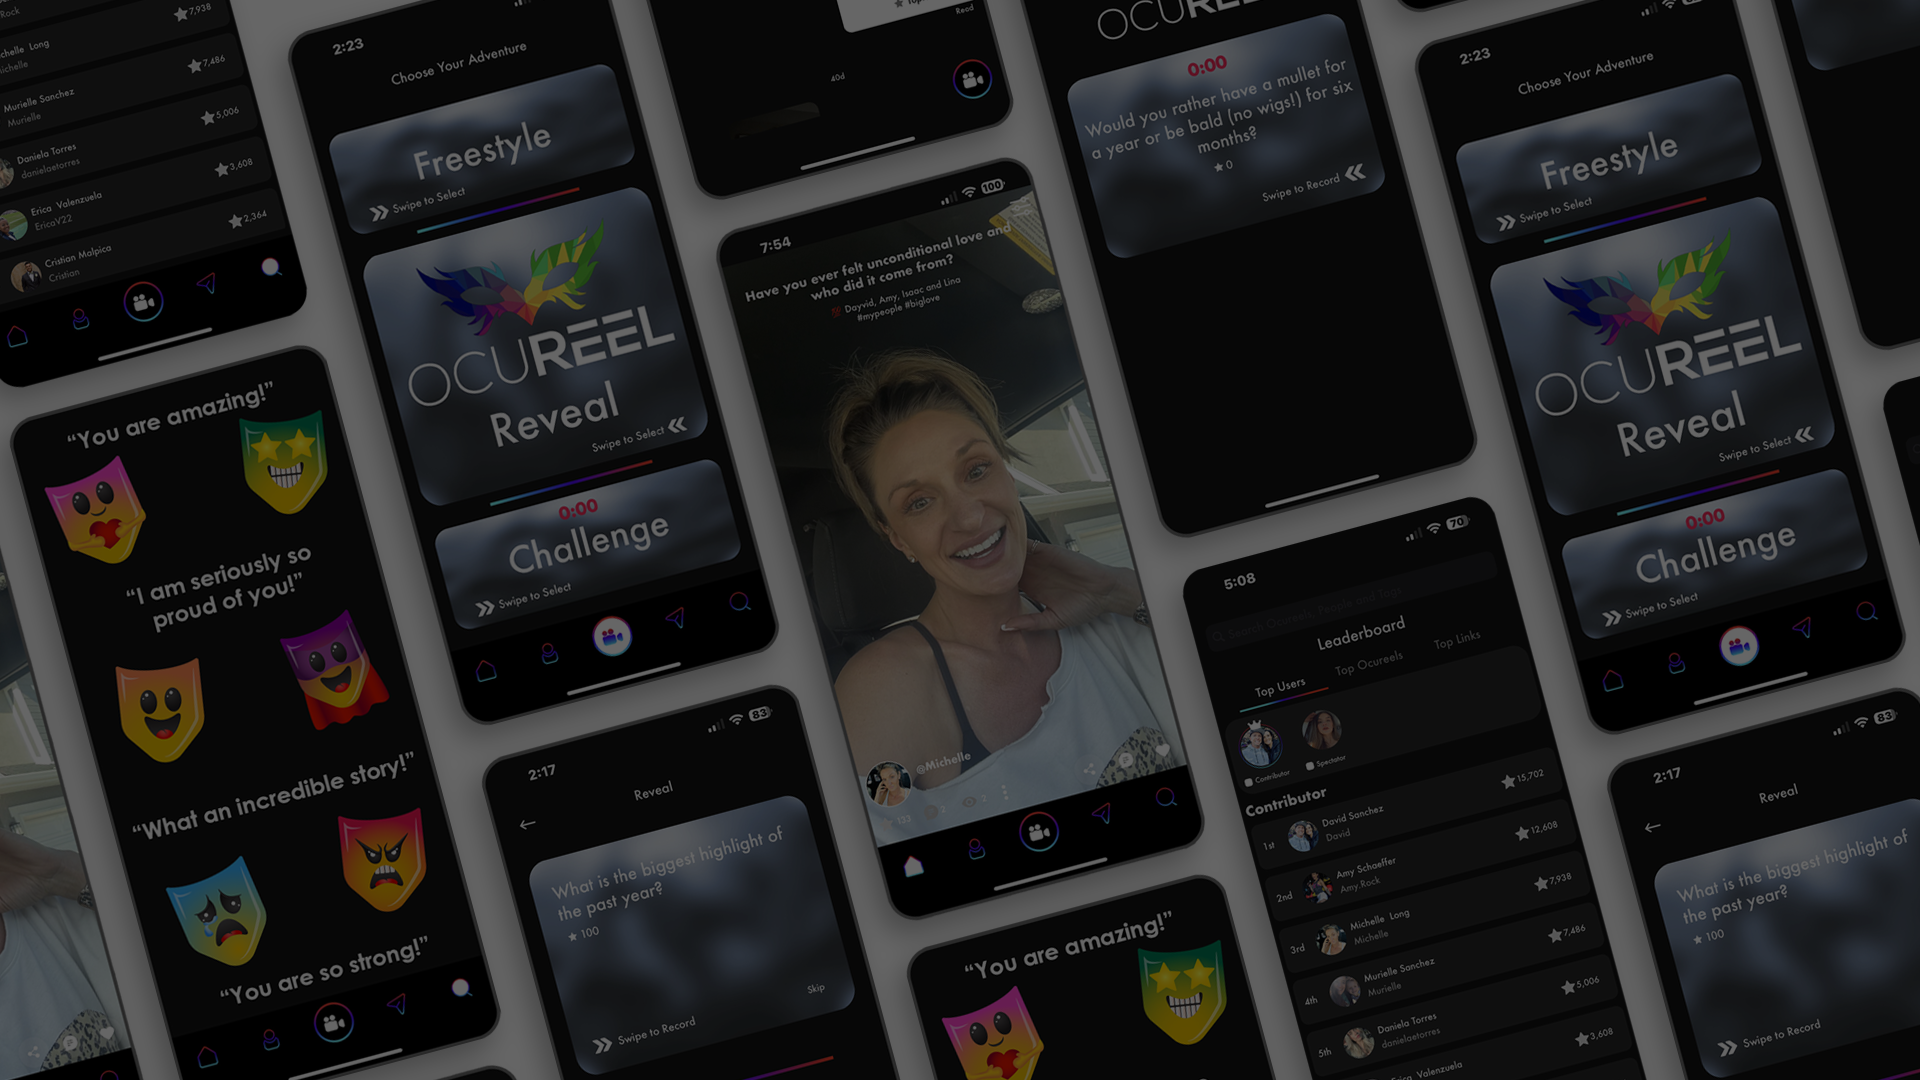 Rock
7,938
Michelle Long
Michelle
7,486
Murielle Sanchez
Murielle
5,006
Daniela Torres
danielaetorres
3,608
Erica Valenzuela
EricaV22
2,364
Cristian Malpica
Cristian
“You are amazing!”
“I am seriously so
proud of you!”
“What an incredible story!”
“You are so strong!”
2:23
Choose Your Adventure
Freestyle
Swipe to Select
OCUREEL
Reveal
Swipe to Select
0:00
Challenge
Swipe to Select
2:17
83
Reveal
What is the biggest highlight of
the past year?
100
Skip
Swipe to Record
Read
40d
7:54
100
Have you ever felt unconditional love and
who did it come from?
💯 Dayvid, Amy, Isaac and Lina
#mypeople #biglove
@Michelle
133
2
“You are amazing!”
OCUREEL
0:00
Would you rather have a mullet for
a year or be bald (no wigs!) for six
months?
0
Swipe to Record
5:08
70
Search Ocureels, People and Tags
Leaderboard
Top Users
Top Ocureels
Top Links
Contributor
Spectator
Contributor
1st
David Sanchez
David
15,702
2nd
Amy Schaeffer
Amy.Rock
12,608
3rd
Michelle Long
Michelle
7,938
4th
Murielle Sanchez
Murielle
7,486
5th
Daniela Torres
danielaetorres
5,006
Erica Valenzuela
3,608
2:23
Choose Your Adventure
Freestyle
Swipe to Select
OCUREEL
Reveal
Swipe to Select
0:00
Challenge
Swipe to Select
2:17
83
Reveal
What is the biggest highlight of
the past year?
100
Swipe to Record